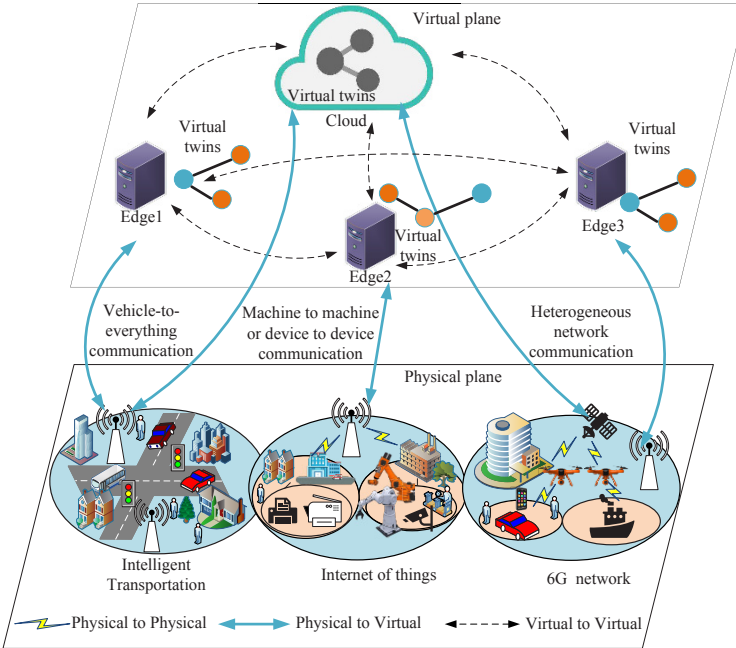 Virtual plane
Virtual twins
Cloud
Virtual
twins
Edge1
Virtual
twins
Edge3
Virtual
twins
Edge2
Vehicle-to-
everything
communication
Machine to machine
or device to device
communication
Heterogeneous
network
communication
Physical plane
Intelligent
Transportation
Internet of things
6G network
Physical to Physical
Physical to Virtual
Virtual to Virtual